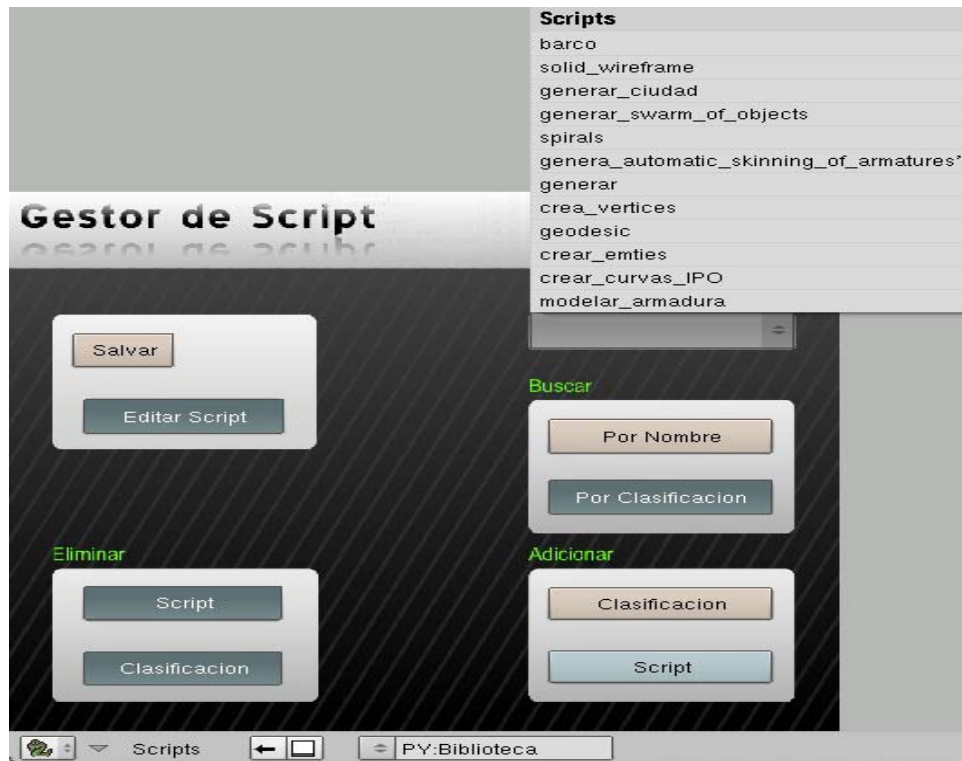 Scripts
barco
solid_wireframe
generar_ciudad
generar_swarm_of_objects
spirals
genera_automatic_skinning_of_armatures"
generar
crea_vertices
geodesic
crear_emties
crear_curvas_IPO
modelar_armadura
Gestor de Script
Salvar
Editar Script
Buscar
Por Nombre
Por Clasificacion
Eliminar
Script
Clasificacion
Adicionar
Clasificacion
Script
Scripts
PY:Biblioteca